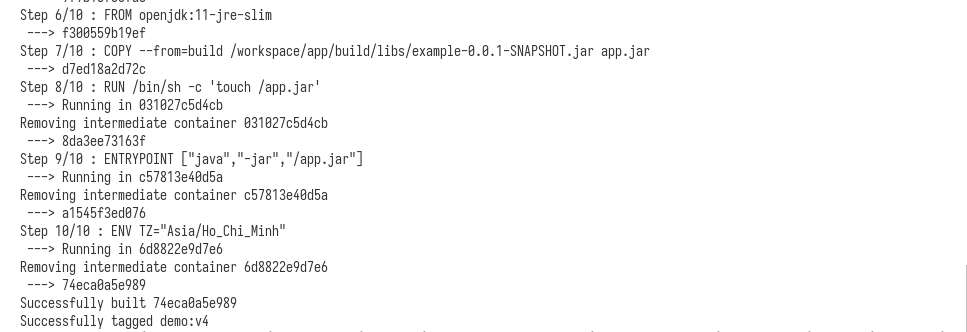 Step 6/10 : FROM openjdk:11-jre-slim
---> f300559b19ef
Step 7/10 : COPY --from=build /workspace/app/build/libs/example-0.0.1-SNAPSHOT.jar app.jar
---> d7ed18a2d72c
Step 8/10 : RUN /bin/sh -c 'touch /app.jar'
---> Running in 031027c5d4cb
Removing intermediate container 031027c5d4cb
---> 8da3ee73163f
Step 9/10 : ENTRYPOINT ["java","-jar","/app.jar"]
---> Running in c57813e40d5a
Removing intermediate container c57813e40d5a
---> a1545f3ed076
Step 10/10 : ENV TZ="Asia/Ho_Chi_Minh"
---> Running in 6d8822e9d7e6
Removing intermediate container 6d8822e9d7e6
---> 74eca0a5e989
Successfully built 74eca0a5e989
Successfully tagged demo:v4